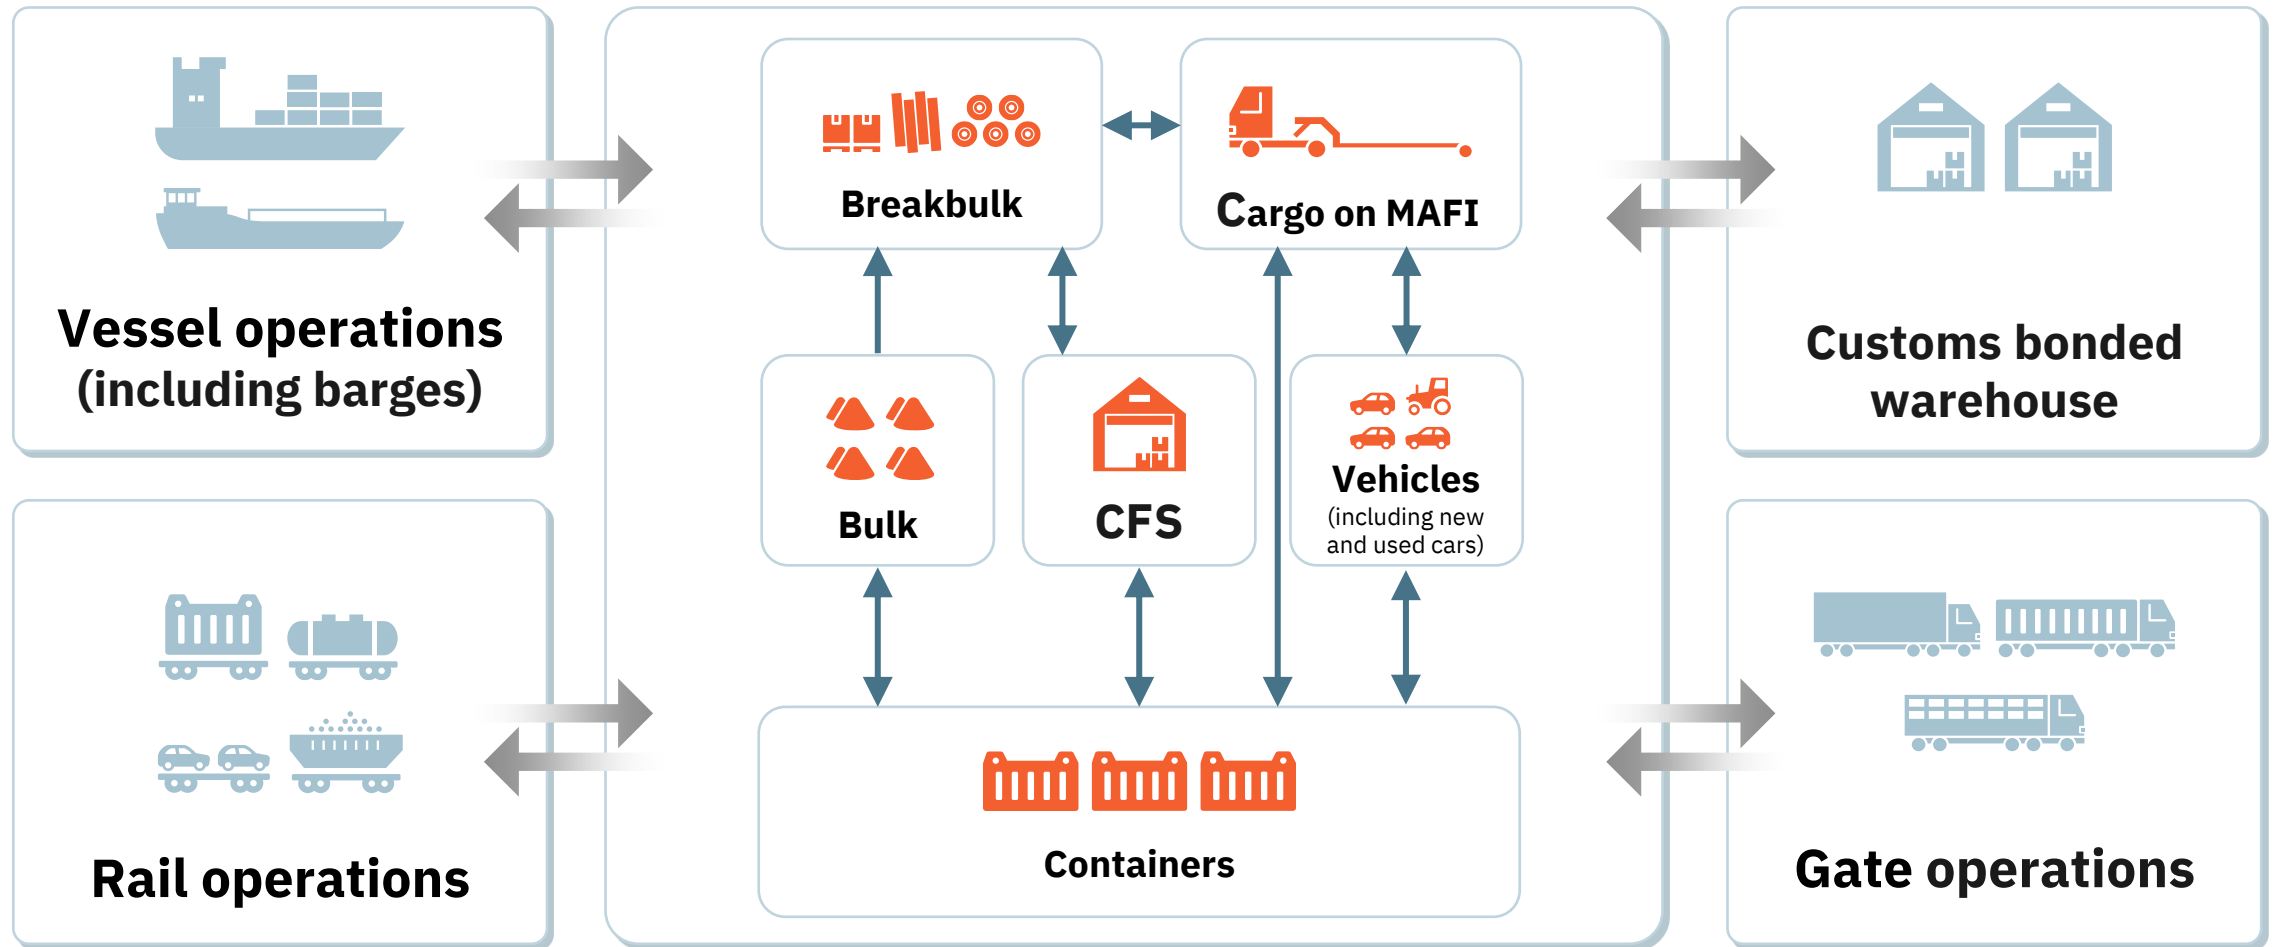 Vessel operations
(including barges)
Rail operations
Breakbulk
Cargo on MAFI
Bulk
CFS
Vehicles
(including new
and used cars)
Containers
Customs bonded
warehouse
Gate operations